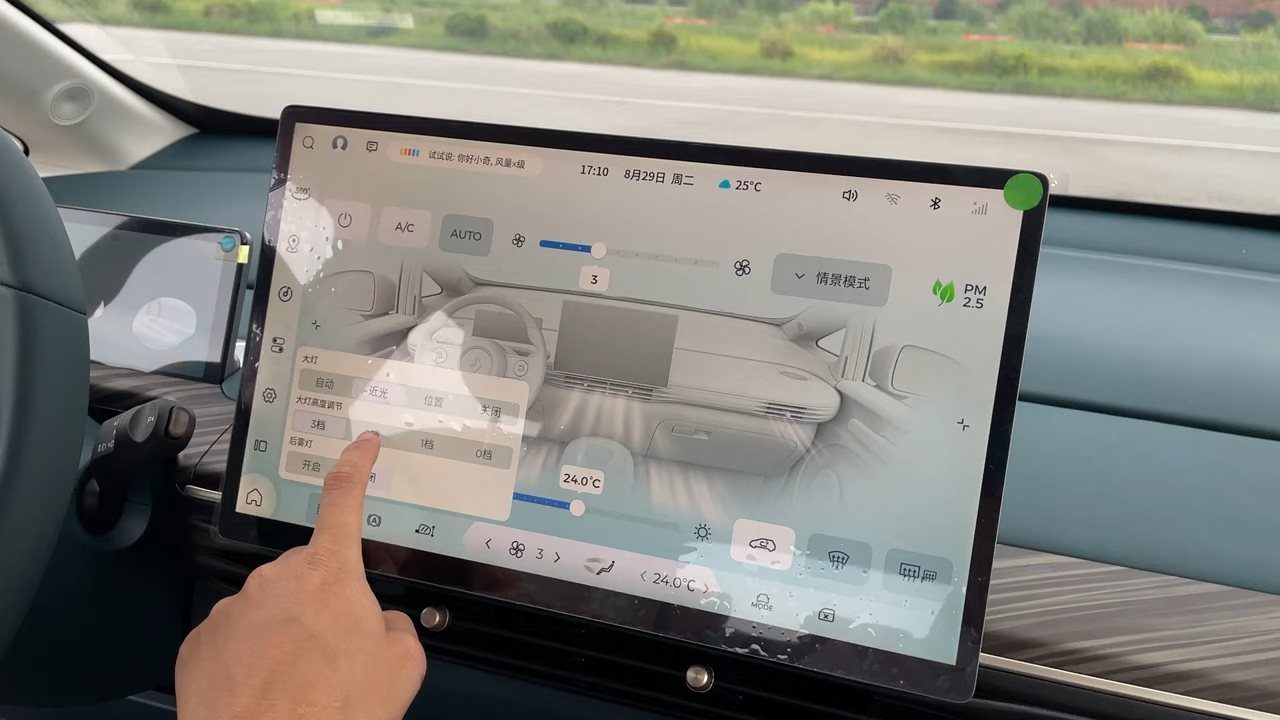 试试说: 你好小奇, 风量x级
17:10 8月29日 周二 25℃
360°
A/C
AUTO
3
情景模式
PM
2.5
大灯
自动 近光 位置 关闭
大灯高度调节
3档 1档 0档
后雾灯
开启 闭
24.0℃
3
24.0℃
MODE